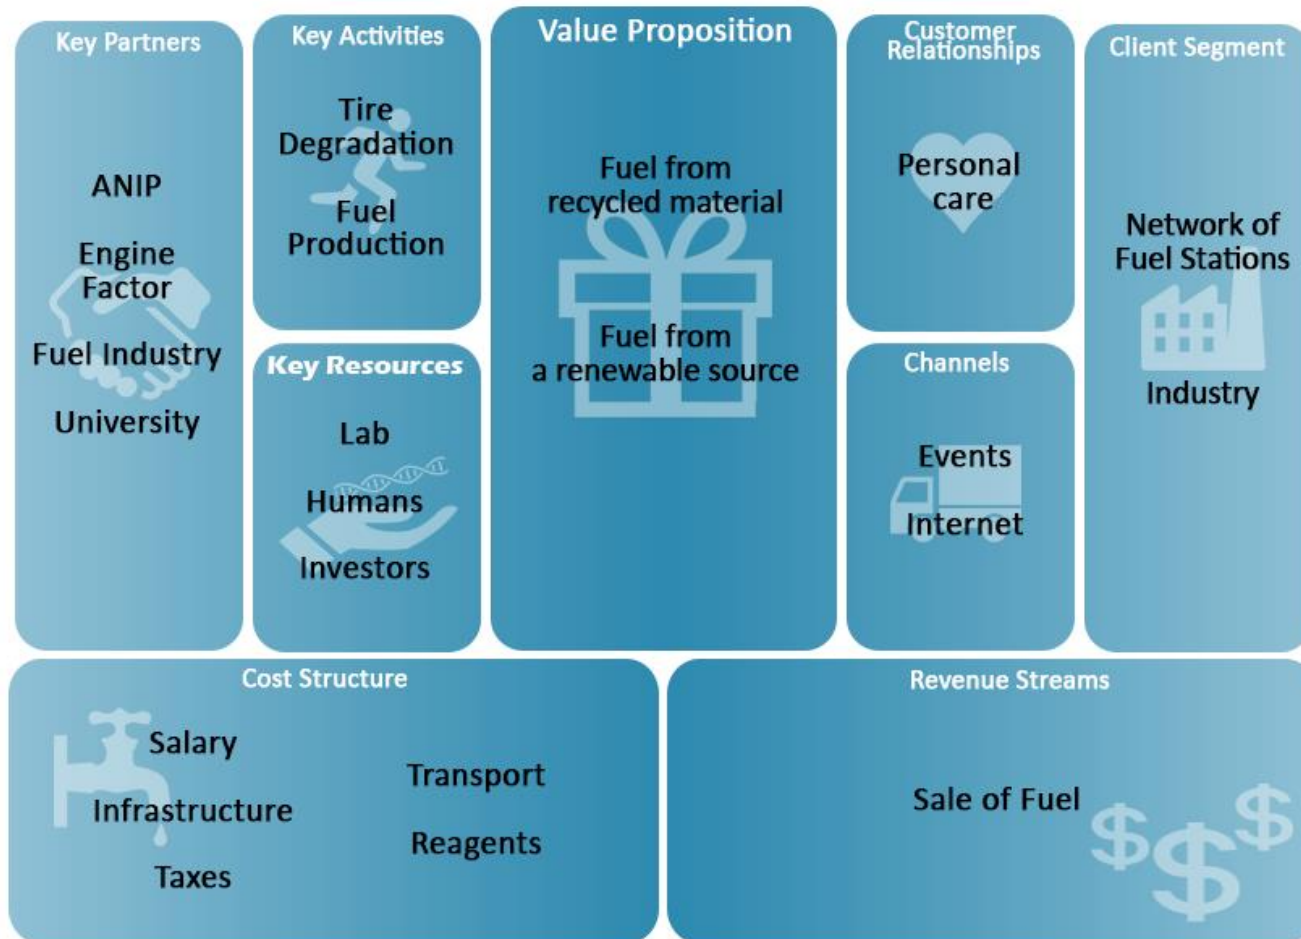 Key Partners
ANIP
Engine
Factor
Fuel Industry
University
Key Activities
Tire
Degradation
Fuel
Production
Key Resources
Lab
Humans
Investors
Value Proposition
Fuel from
recycled material
Fuel from
a renewable source
Customer
Relationships
Personal
care
Channels
Events
Internet
Client Segment
Network of
Fuel Stations
Industry
Cost Structure
Salary
Infrastructure
Taxes
Transport
Reagents
Revenue Streams
Sale of Fuel
$ $ $